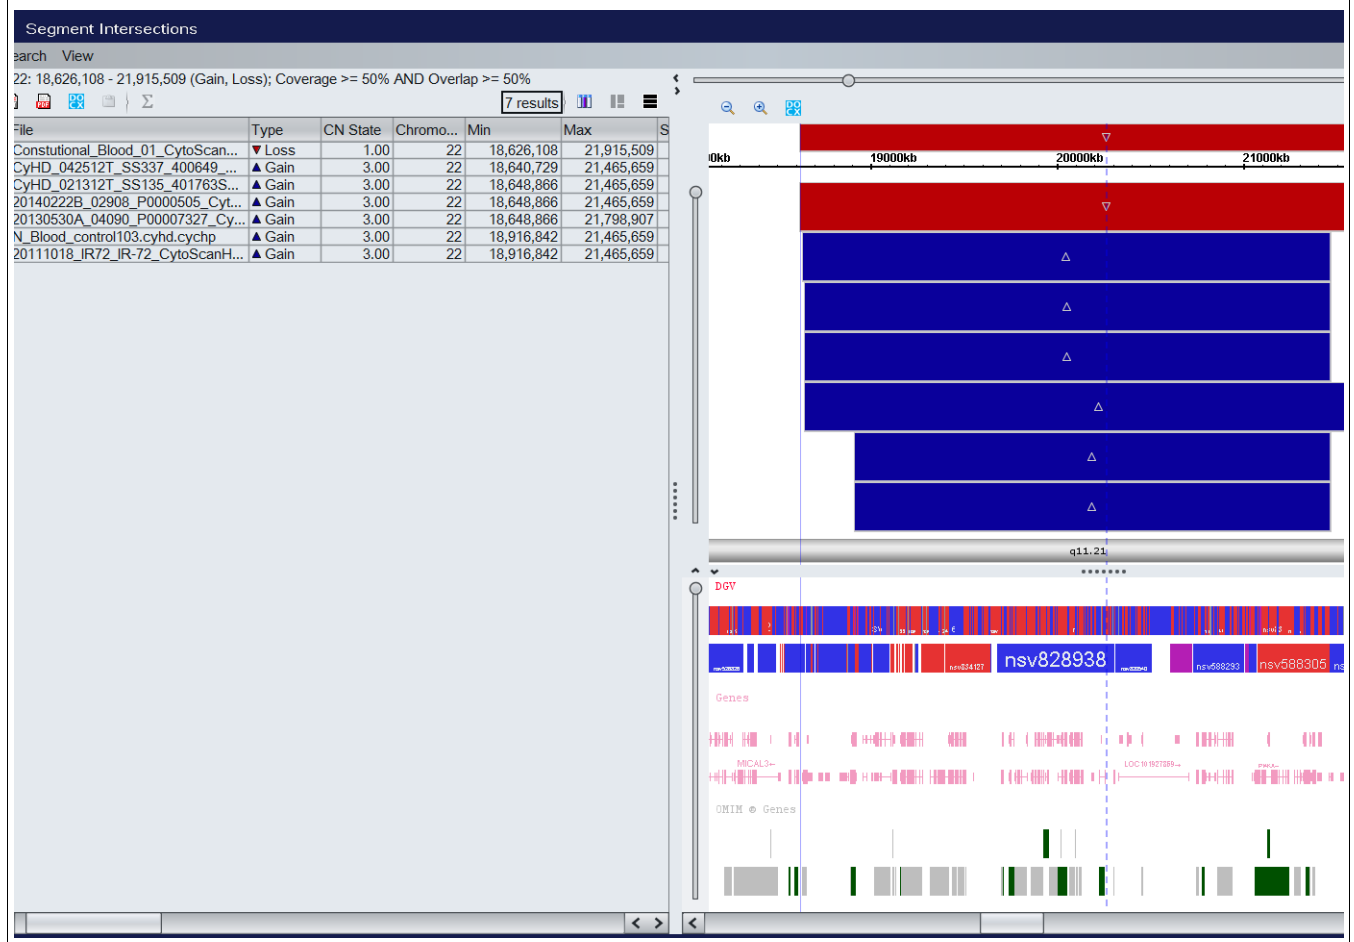 Segment Intersections
earch View
22: 18,626,108 - 21,915,509 (Gain, Loss); Coverage >= 50% AND Overlap >= 50%
PDF DOCX Σ 7 results
File Type CN State Chromo... Min Max S
Constutional_Blood_01_CytoScan... Loss 1.00 22 18,626,108 21,915,509
CyHD_042512T_SS337_400649_... Gain 3.00 22 18,640,729 21,465,659
CyHD_021312T_SS135_401763S... Gain 3.00 22 18,648,866 21,465,659
20140222B_02908_P0000505_Cyt... Gain 3.00 22 18,648,866 21,465,659
20130530A_04090_P00007327_Cy... Gain 3.00 22 18,648,866 21,798,907
N_Blood_control103.cyhd.cychp Gain 3.00 22 18,916,842 21,465,659
20111018_IR72_IR-72_CytoScanH... Gain 3.00 22 18,916,842 21,465,659
DOCX
0kb 19000kb 20000kb 21000kb
q11.21
DGV
nsv834127 nsv828938 nsv588293 nsv588305 ns
Genes
MICAL3← LOC101927859→
OMIM ® Genes